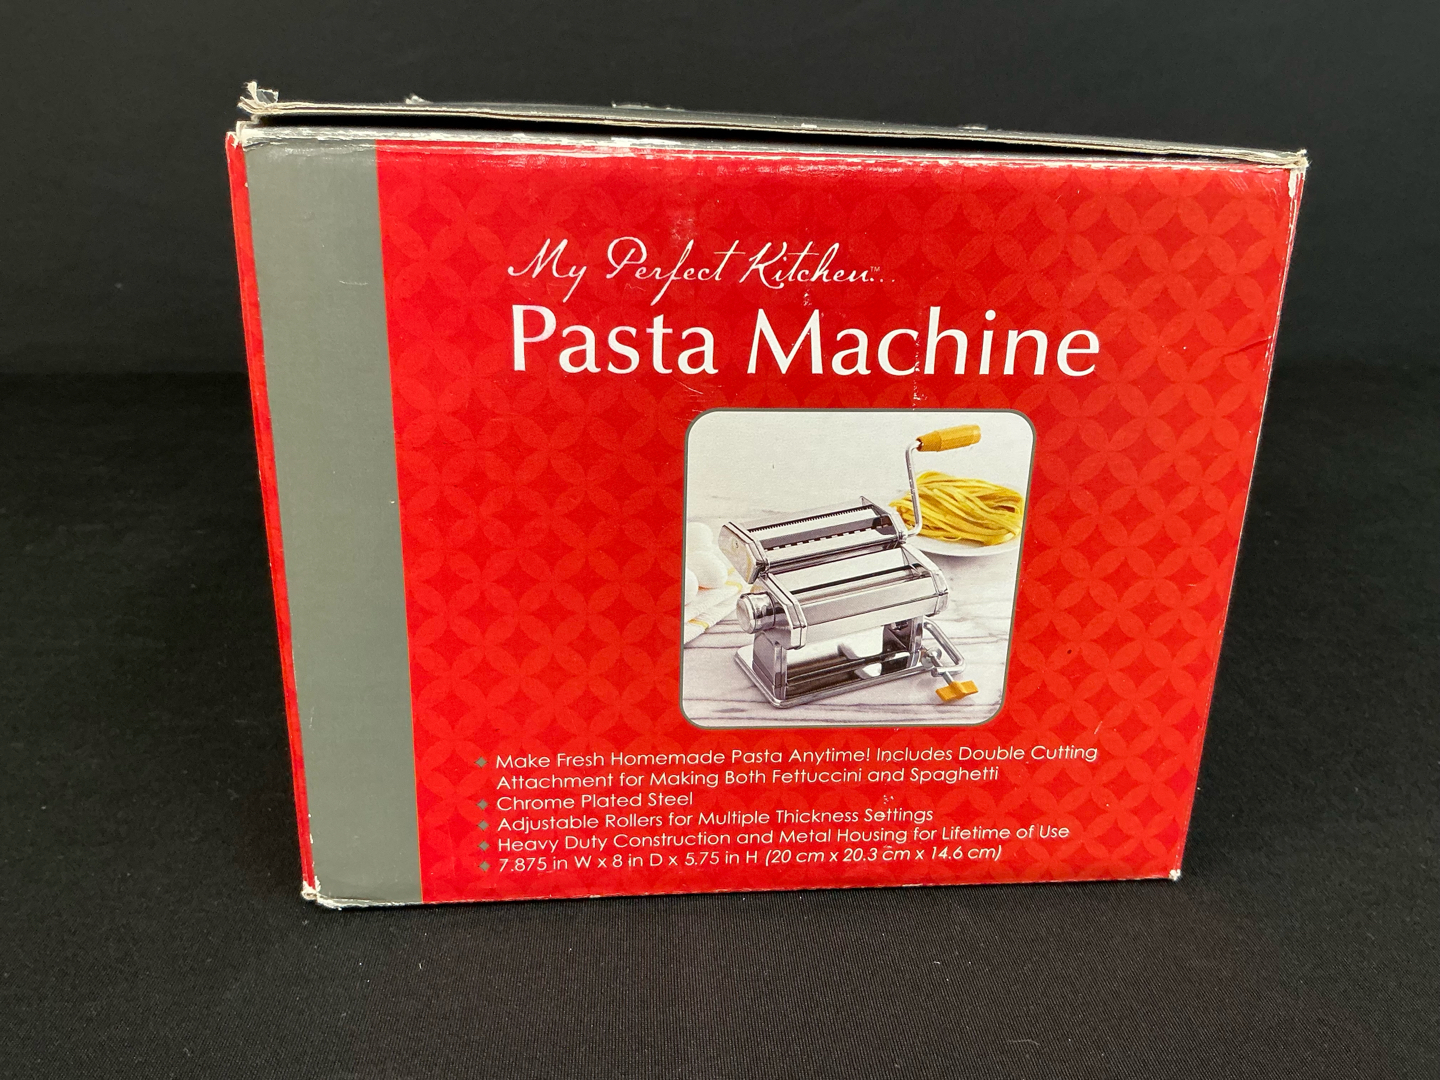 My Perfect Kitchen™...
Pasta Machine
Make Fresh Homemade Pasta Anytime! Includes Double Cutting
Attachment for Making Both Fettuccini and Spaghetti
Chrome Plated Steel
Adjustable Rollers for Multiple Thickness Settings
Heavy Duty Construction and Metal Housing for Lifetime of Use
7.875 in W x 8 in D x 5.75 in H (20 cm x 20.3 cm x 14.6 cm)